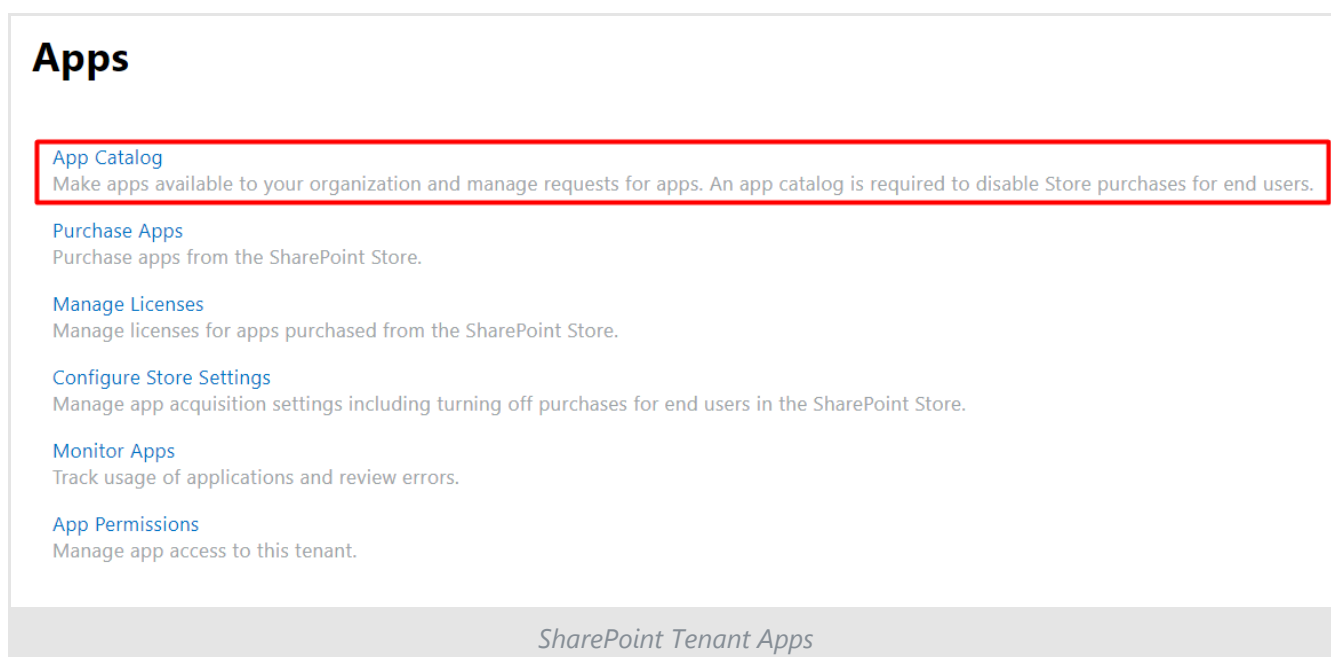 Apps
App Catalog
Make apps available to your organization and manage requests for apps. An app catalog is required to disable Store purchases for end users.
Purchase Apps
Purchase apps from the SharePoint Store.
Manage Licenses
Manage licenses for apps purchased from the SharePoint Store.
Configure Store Settings
Manage app acquisition settings including turning off purchases for end users in the SharePoint Store.
Monitor Apps
Track usage of applications and review errors.
App Permissions
Manage app access to this tenant.
SharePoint Tenant Apps